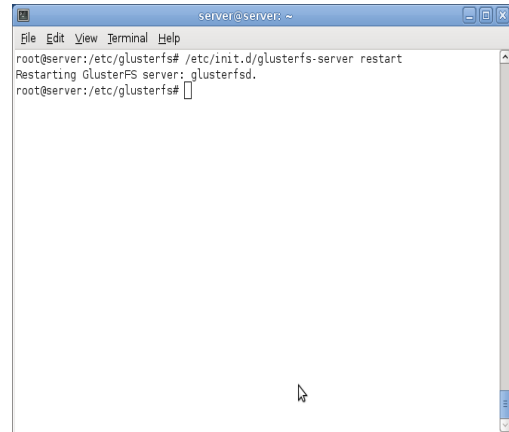 server@server: ~
File Edit View Terminal Help
root@server:/etc/glusterfs# /etc/init.d/glusterfs-server restart
Restarting GlusterFS server: glusterfsd.
root@server:/etc/glusterfs#